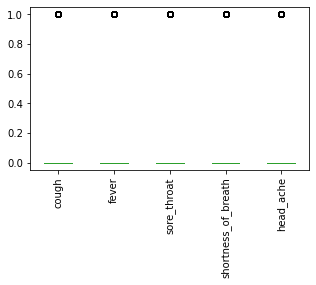 1.0
0.8
0.6
0.4
0.2
0.0
cough
fever
sore_throat
shortness_of_breath
head_ache